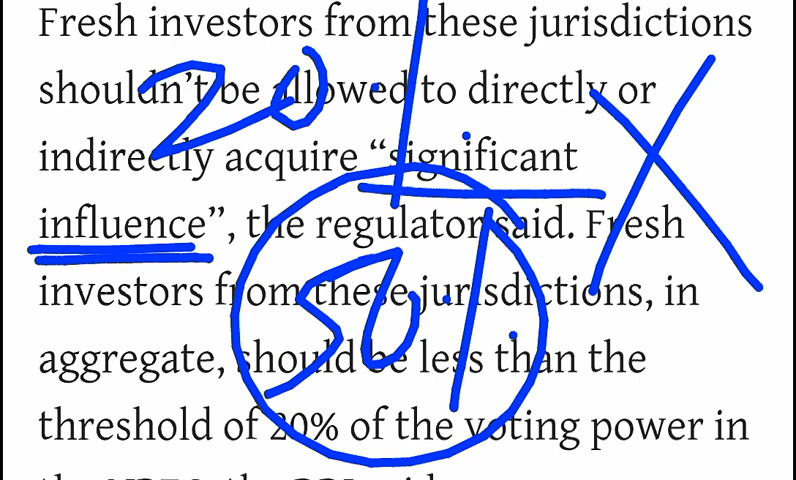 Fresh investors from these jurisdictions
shouldn't be allowed to directly or
20%
indirectly acquire “significant
influence”, the regulator said. Fresh
investors from these jurisdictions, in
50%
aggregate, should be less than the
threshold of 20% of the voting power in